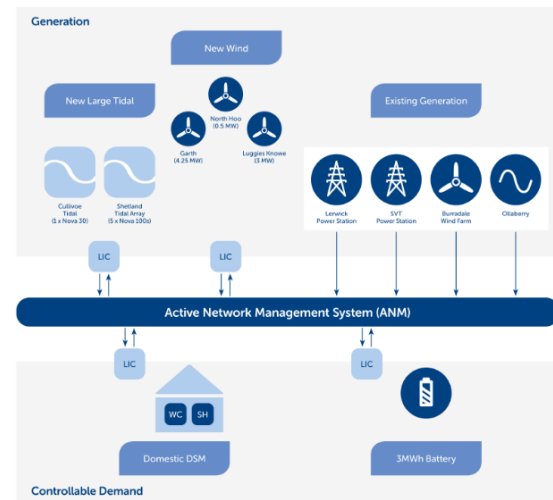 Generation
New Wind
New Large Tidal
Existing Generation
North Hoo
(0.5 MW)
Garth
(4.25 MW)
Luggies Knowe
(3 MW)
Cullivoe
Tidal
(1 x Nova 30)
Shetland
Tidal Array
(5 x Nova 100s)
Lerwick
Power Station
SVT
Power Station
Burradale
Wind Farm
Ollaberry
LIC
LIC
Active Network Management System (ANM)
LIC
LIC
WC
SH
Domestic DSM
3MWh Battery
Controllable Demand